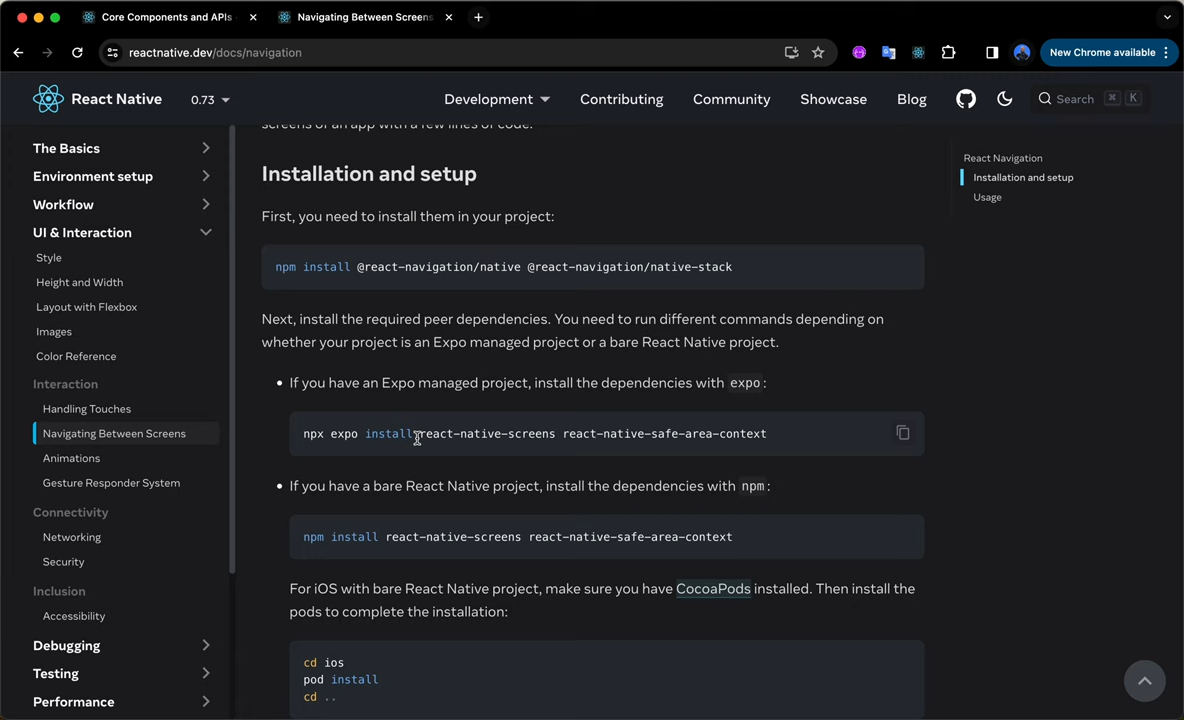 Core Components and APIs
Navigating Between Screens
reactnative.dev/docs/navigation
New Chrome available
React Native
0.73
Development
Contributing
Community
Showcase
Blog
Search
⌘
K
The Basics
Environment setup
Workflow
UI & Interaction
Style
Height and Width
Layout with Flexbox
Images
Color Reference
Interaction
Handling Touches
Navigating Between Screens
Animations
Gesture Responder System
Connectivity
Networking
Security
Inclusion
Accessibility
Debugging
Testing
Performance
screens of an app with a few lines of code.
Installation and setup
First, you need to install them in your project:
npm install @react-navigation/native @react-navigation/native-stack
Next, install the required peer dependencies. You need to run different commands depending on
whether your project is an Expo managed project or a bare React Native project.
If you have an Expo managed project, install the dependencies with expo:
npx expo install react-native-screens react-native-safe-area-context
If you have a bare React Native project, install the dependencies with npm:
npm install react-native-screens react-native-safe-area-context
For iOS with bare React Native project, make sure you have CocoaPods installed. Then install the
pods to complete the installation:
cd ios
pod install
cd ..
React Navigation
Installation and setup
Usage